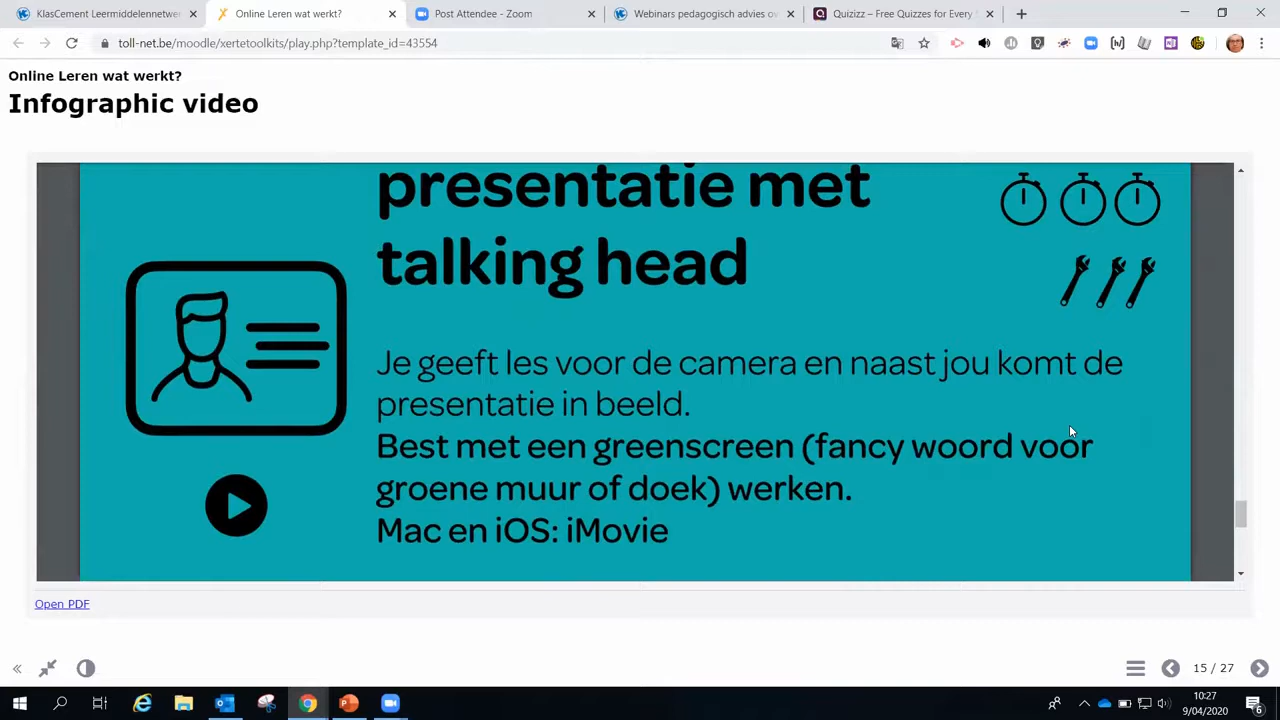 KlasCement Leermiddelennetwer
Online Leren wat werkt?
Post Attendee - Zoom
Webinars pedagogisch advies ov
Quizizz – Free Quizzes for Every
toll-net.be/moodle/xertetoolkits/play.php?template_id=43554
Online Leren wat werkt?
Infographic video
presentatie met
talking head
Je geeft les voor de camera en naast jou komt de
presentatie in beeld.
Best met een greenscreen (fancy woord voor
groene muur of doek) werken.
Mac en iOS: iMovie
Open PDF
15 / 27
10:27
9/04/2020
6